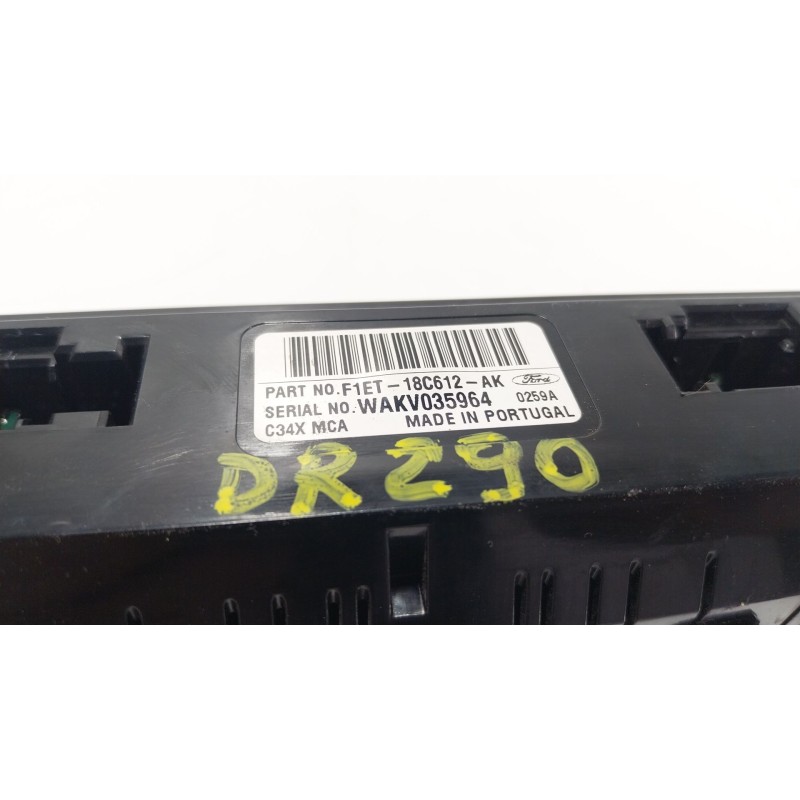 PART NO. F1ET-18C612-AK Ford
SERIAL NO. WAKV035964 0259A
C34X MCA MADE IN PORTUGAL
DR290